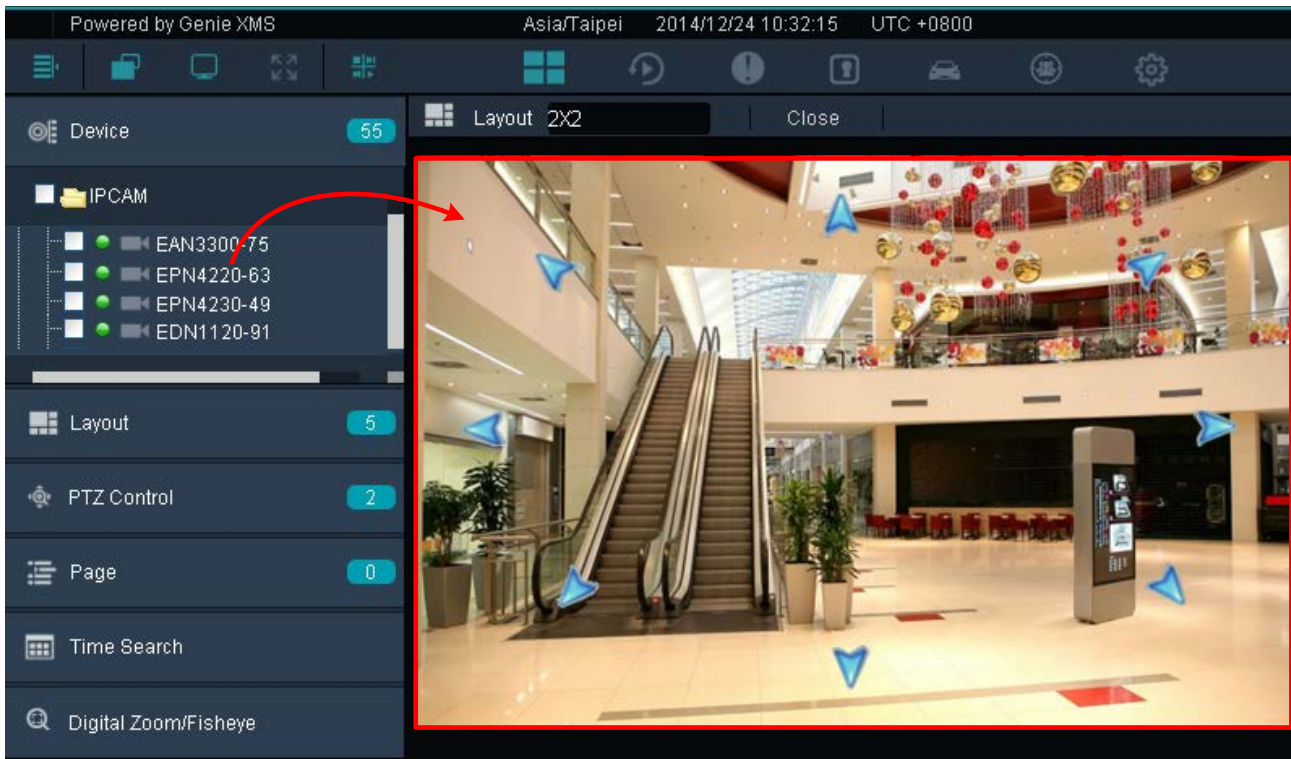 Powered by Genie XMS Asia/Taipei 2014/12/24 10:32:15 UTC +0800
Device 55
Layout 2X2 Close
IPCAM
EAN3300-75
EPN4220-63
EPN4230-49
EDN1120-91
Layout 5
PTZ Control 2
Page 0
Time Search
Digital Zoom/Fisheye